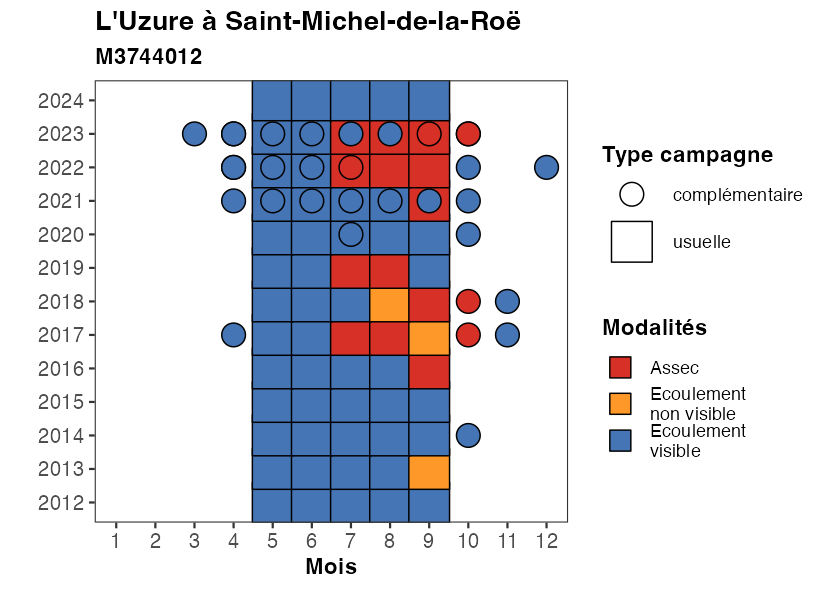 L'Uzure à Saint-Michel-de-la-Roë
M3744012
2024
2023
2022
2021
2020
2019
2018
2017
2016
2015
2014
2013
2012
1 2 3 4 5 6 7 8 9 10 11 12
Mois
Type campagne
complémentaire
usuelle
Modalités
Assec
Ecoulement
non visible
Ecoulement
visible